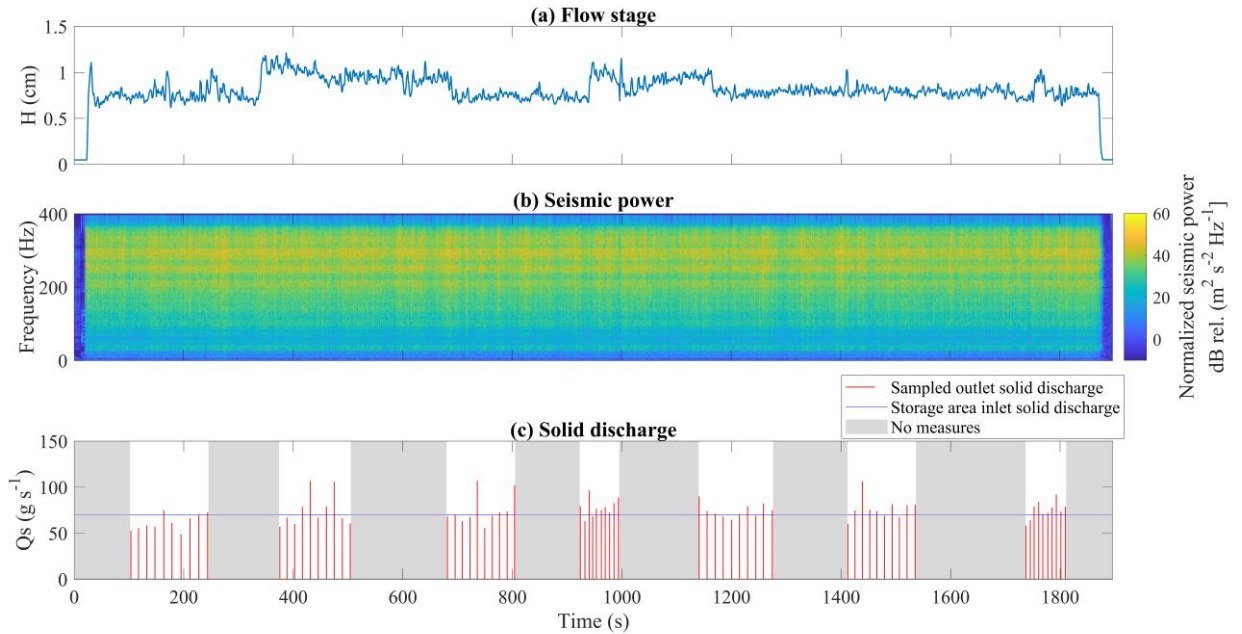 (a) Flow stage
1.5
1
0.5
0
H (cm)
(b) Seismic power
400
200
0
Frequency (Hz)
60
40
20
0
Normalized seismic power
dB rel. (m² s⁻² Hz⁻¹)
Sampled outlet solid discharge
Storage area inlet solid discharge
No measures
(c) Solid discharge
150
100
50
0
Qs (g s⁻¹)
0 200 400 600 800 1000 1200 1400 1600 1800
Time (s)